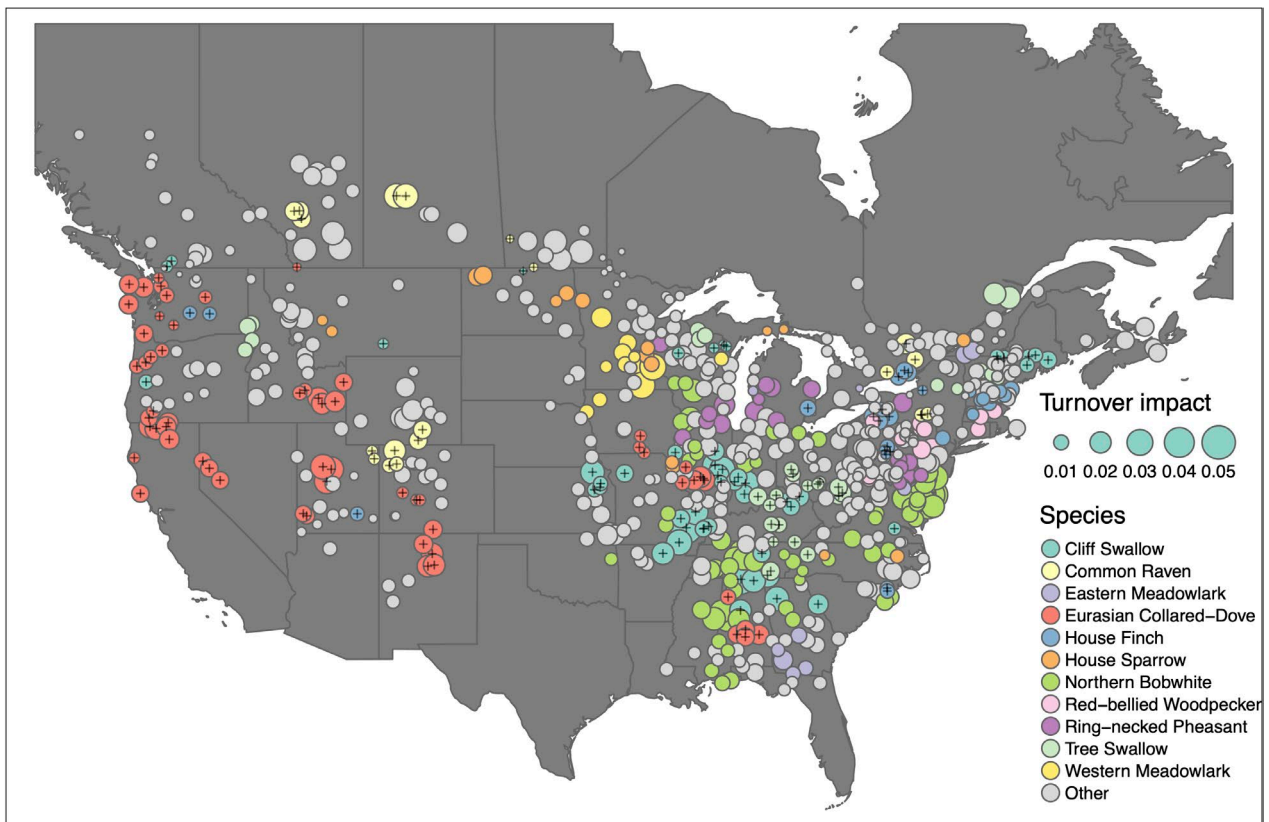 Turnover impact
0.01 0.02 0.03 0.04 0.05
Species
Cliff Swallow
Common Raven
Eastern Meadowlark
Eurasian Collared−Dove
House Finch
House Sparrow
Northern Bobwhite
Red−bellied Woodpecker
Ring−necked Pheasant
Tree Swallow
Western Meadowlark
Other